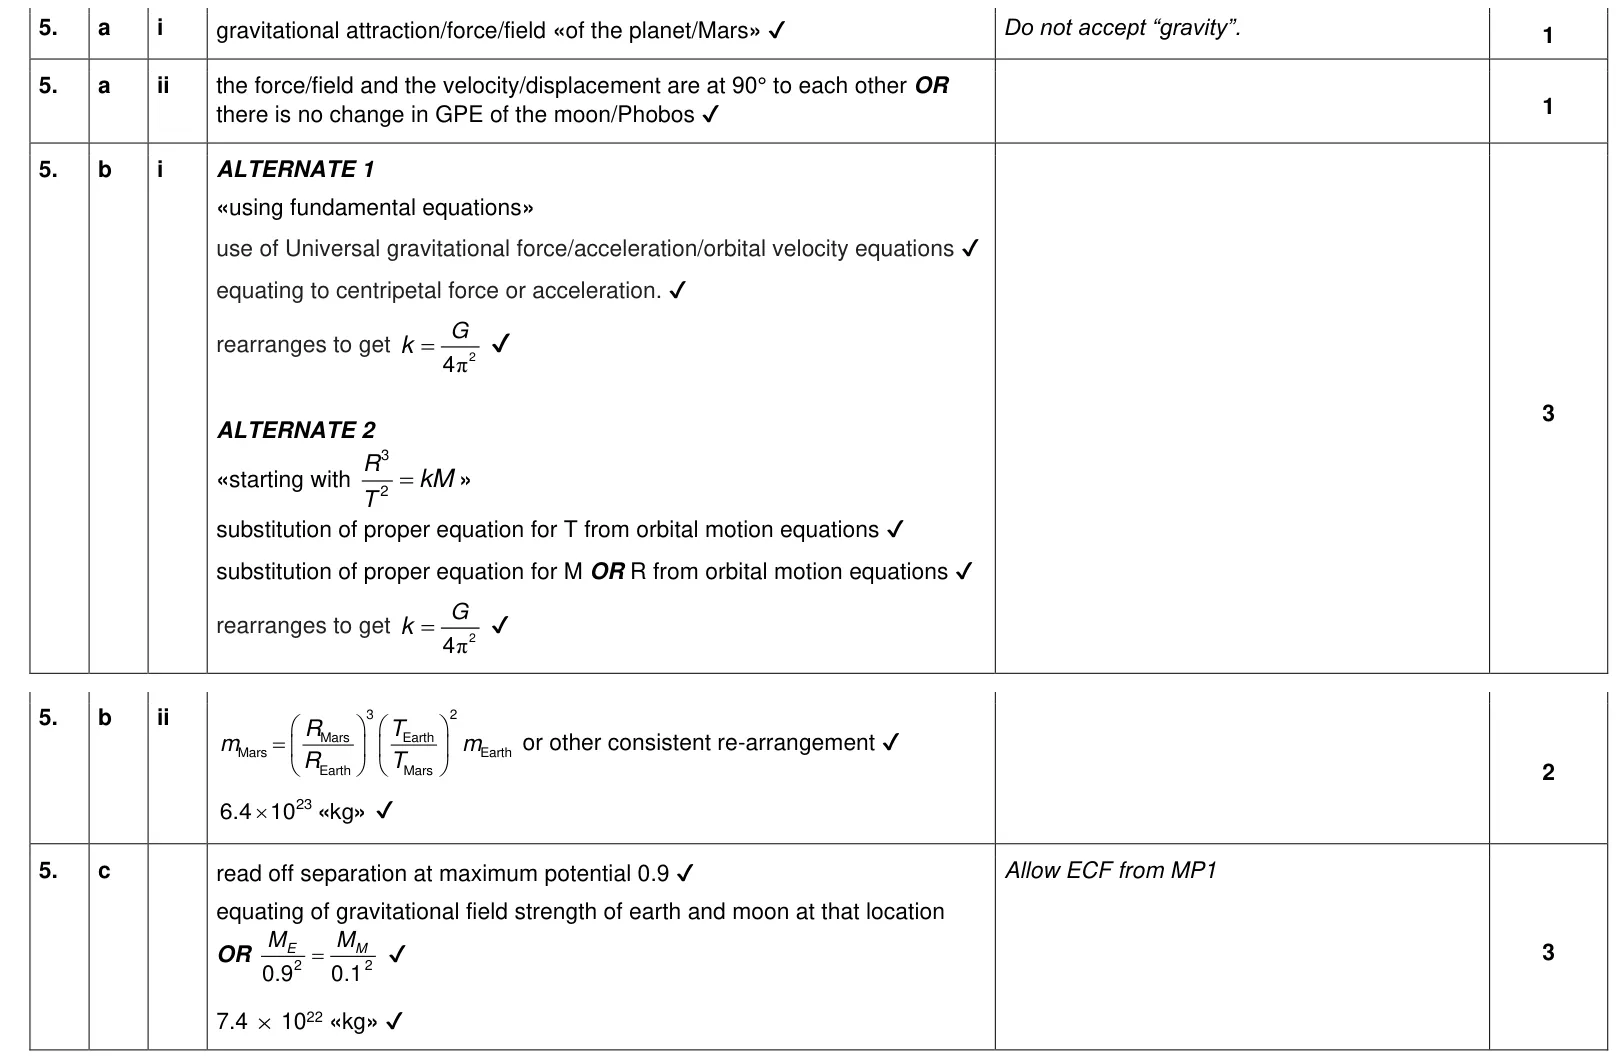 5. a i gravitational attraction/force/field «of the planet/Mars» ✓ Do not accept “gravity”. 1
5. a ii the force/field and the velocity/displacement are at 90° to each other OR
there is no change in GPE of the moon/Phobos ✓ 1
5. b i ALTERNATE 1
«using fundamental equations»
use of Universal gravitational force/acceleration/orbital velocity equations ✓
equating to centripetal force or acceleration. ✓
rearranges to get k = G/4π² ✓
3
ALTERNATE 2
«starting with R³/T² = kM»
substitution of proper equation for T from orbital motion equations ✓
substitution of proper equation for M OR R from orbital motion equations ✓
rearranges to get k = G/4π² ✓
5. b ii m_Mars = (R_Mars/R_Earth)³ (T_Earth/T_Mars)² m_Earth or other consistent re-arrangement ✓
2
6.4 × 10²³ «kg» ✓
5. c read off separation at maximum potential 0.9 ✓ Allow ECF from MP1
equating of gravitational field strength of earth and moon at that location
OR M_E/0.9² = M_M/0.1² ✓ 3
7.4 × 10²² «kg» ✓